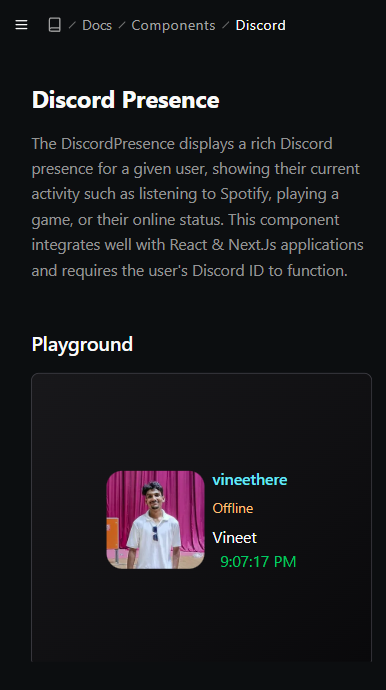 Docs / Components / Discord
Discord Presence
The DiscordPresence displays a rich Discord
presence for a given user, showing their current
activity such as listening to Spotify, playing a
game, or their online status. This component
integrates well with React & NextJs applications
and requires the user's Discord ID to function.
Playground
vineethere
Offline
Vineet
9:07:17 PM